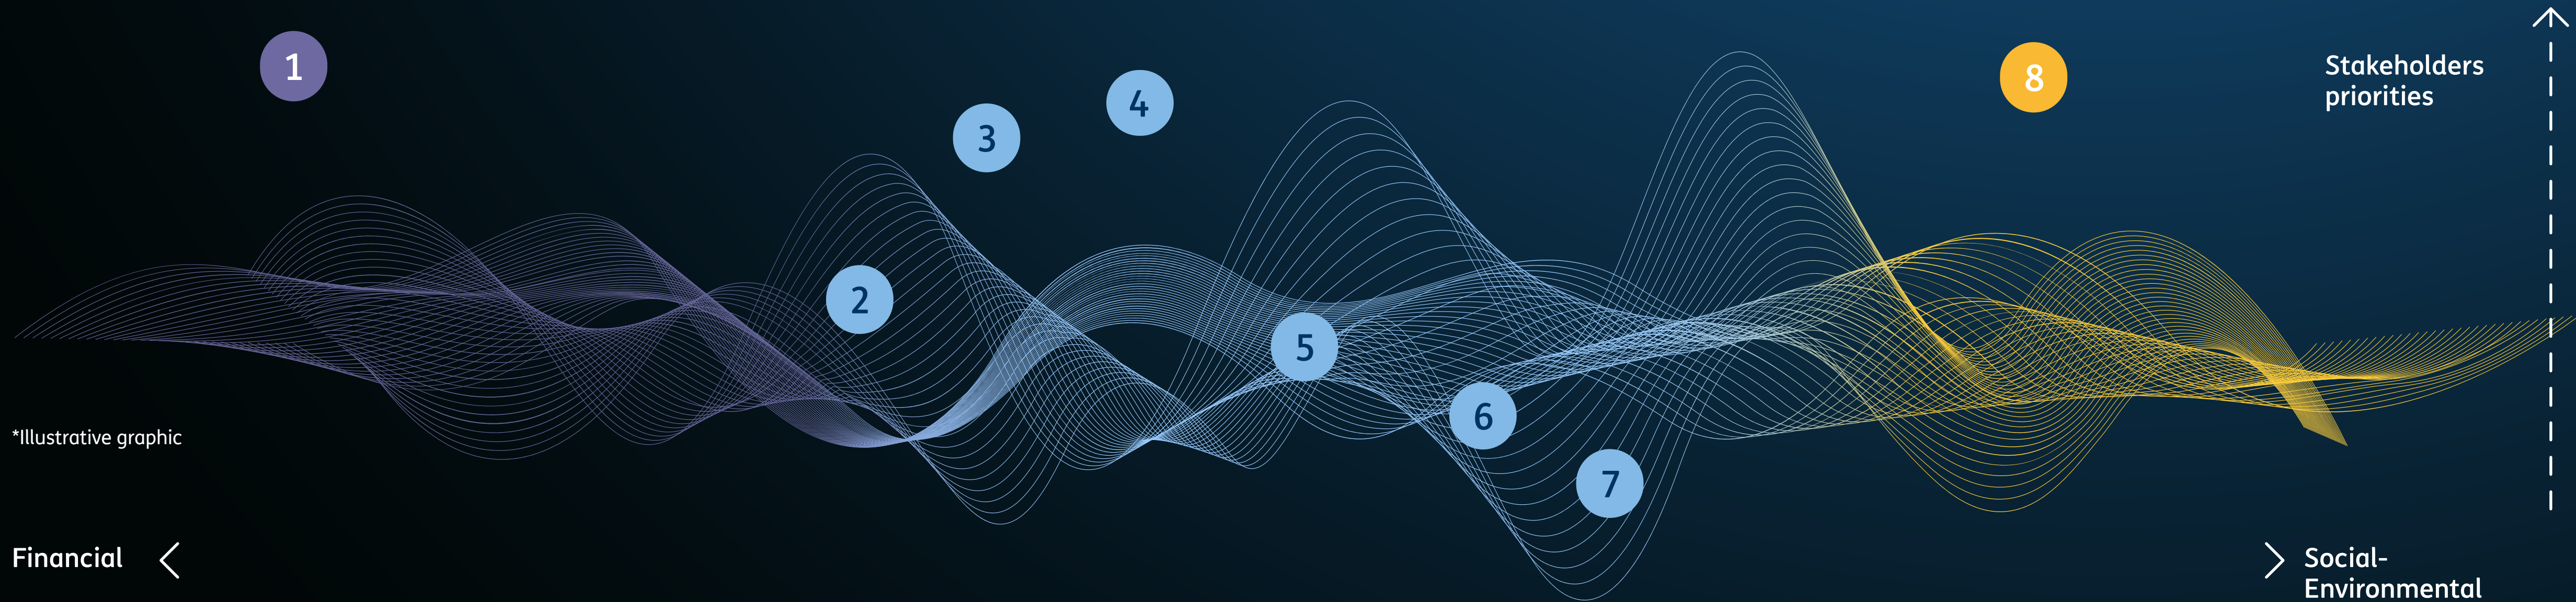 1
8
Stakeholders
priorities
4
3
2
5
6
7
*Illustrative graphic
Financial
Social-
Environmental